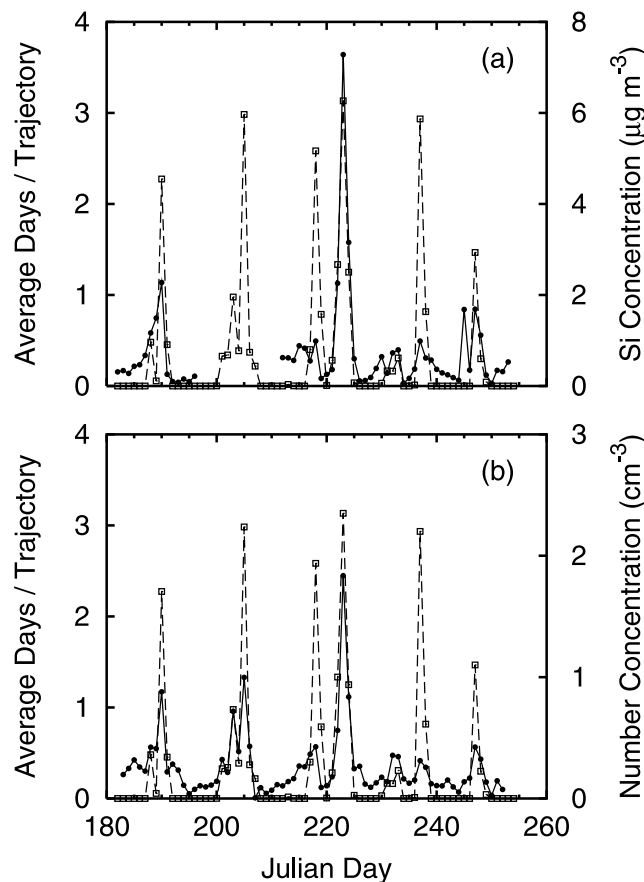 4
3
2
1
0
Average Days / Trajectory
(a)
8
6
4
2
0
Si Concentration (μg m-3)
4
3
2
1
0
Average Days / Trajectory
(b)
3
2
1
0
Number Concentration (cm-3)
180 200 220 240 260
Julian Day